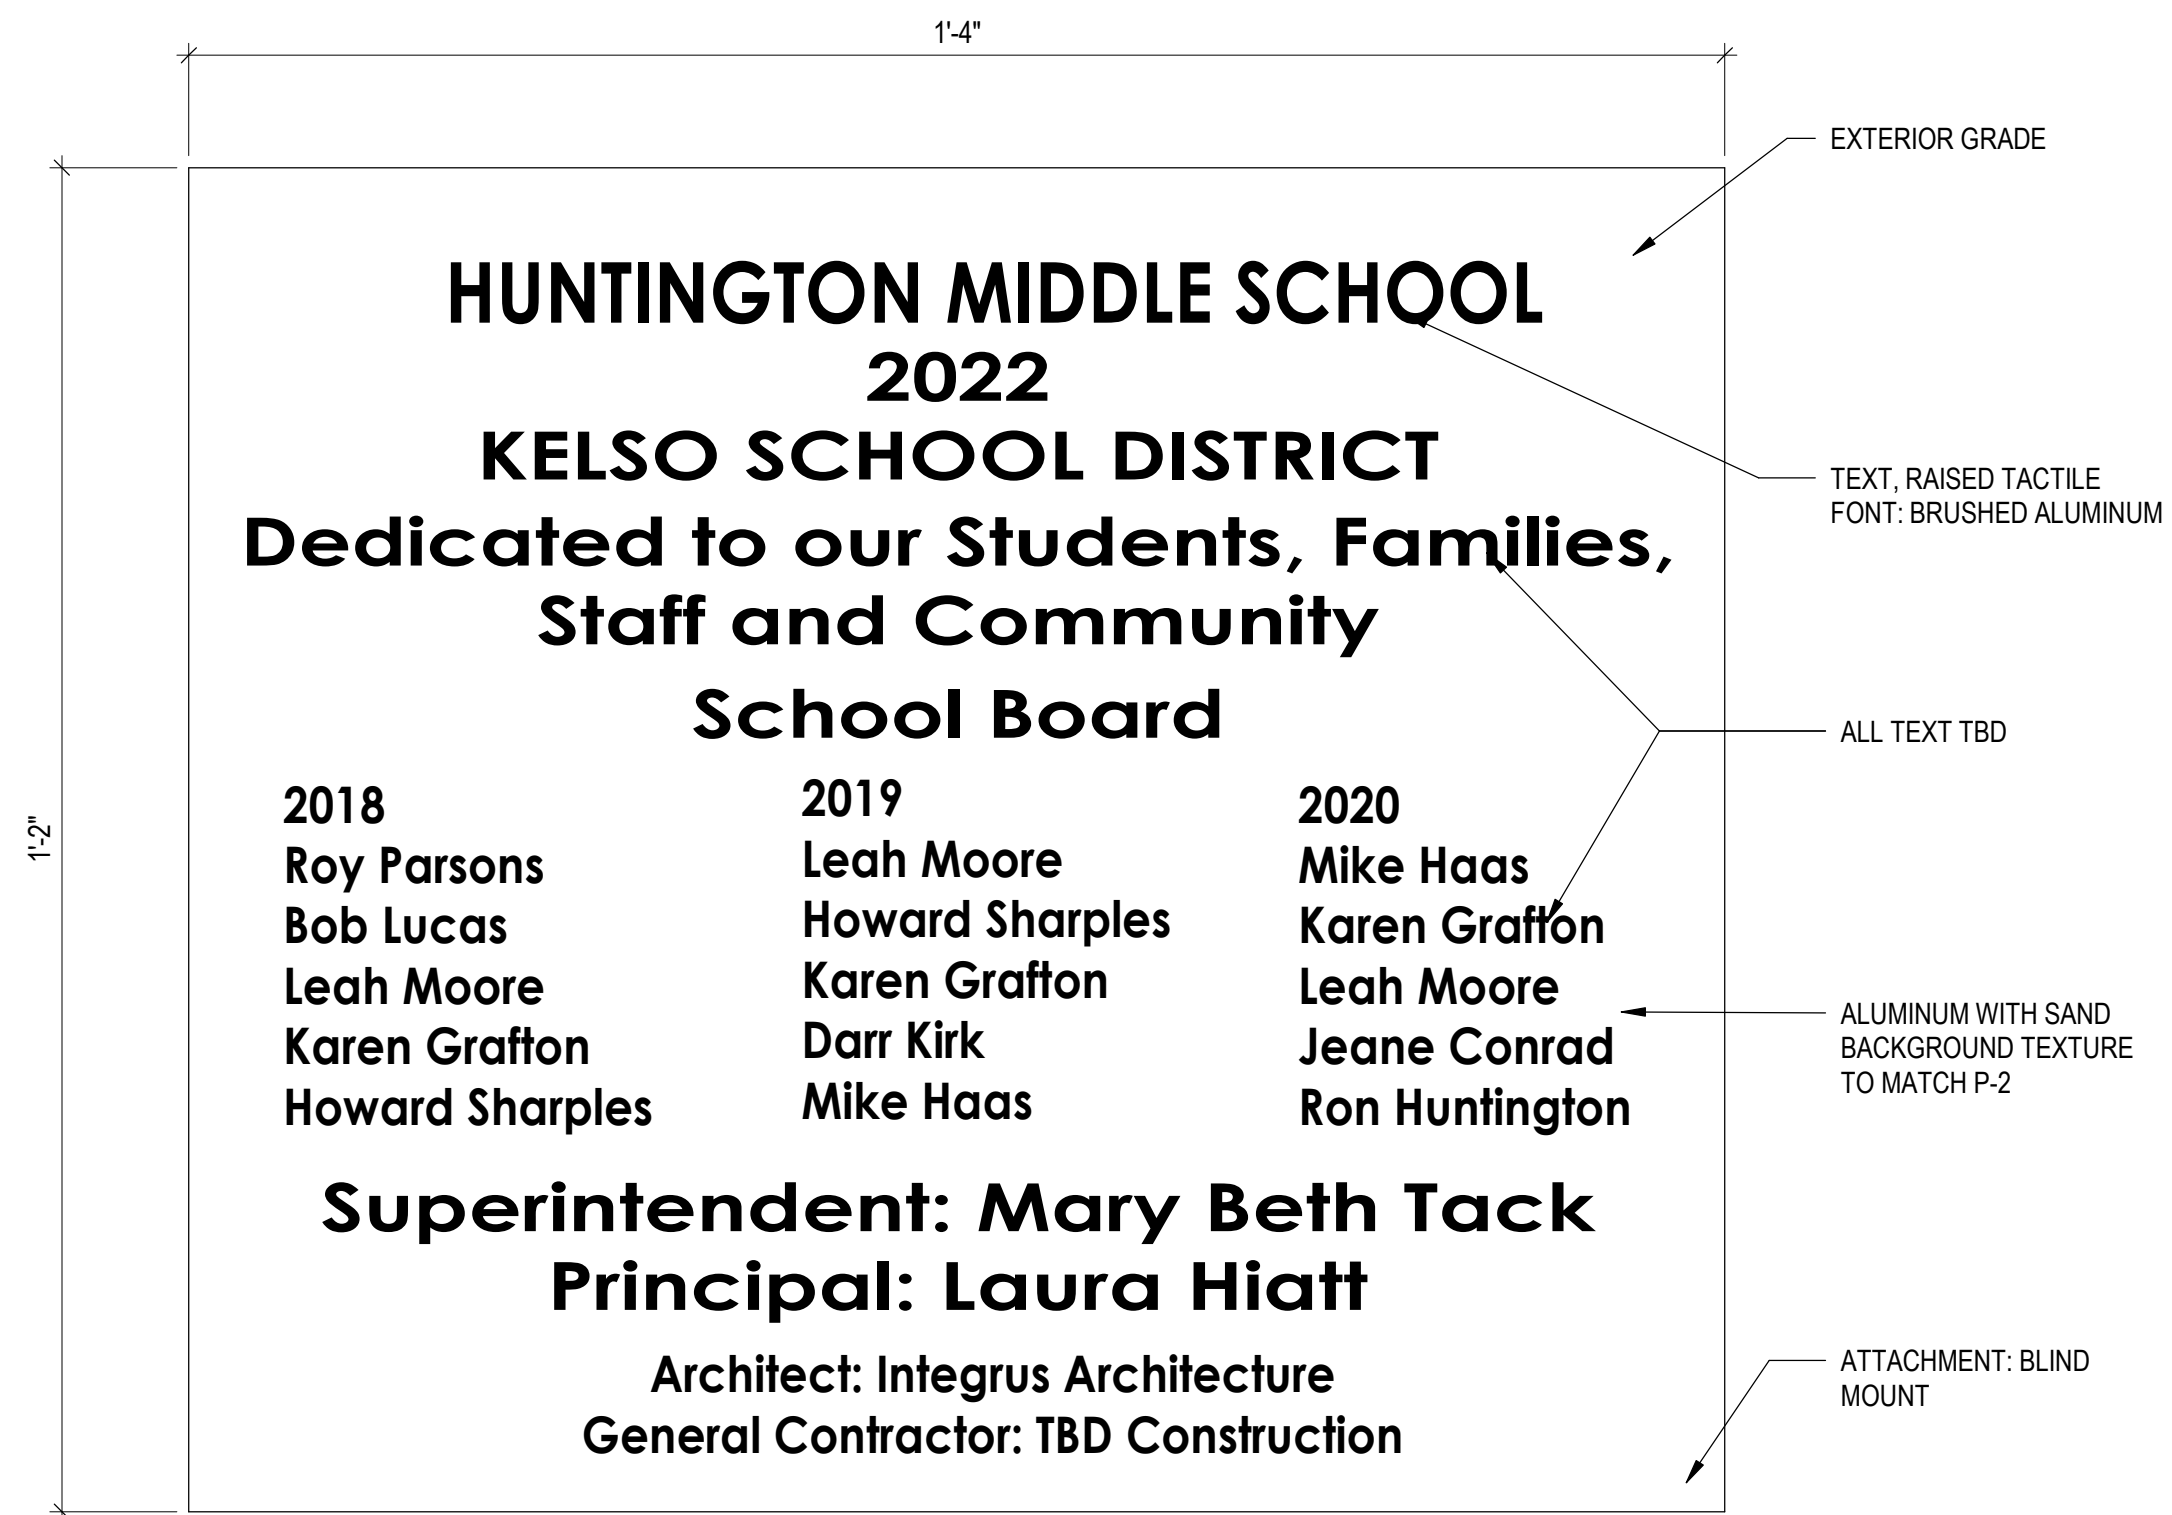 1'-4"
EXTERIOR GRADE
HUNTINGTON MIDDLE SCHOOL
2022
KELSO SCHOOL DISTRICT
TEXT, RAISED TACTILE
FONT: BRUSHED ALUMINUM
Dedicated to our Students, Families,
Staff and Community
School Board
ALL TEXT TBD
1'-2"
2018
Roy Parsons
Bob Lucas
Leah Moore
Karen Grafton
Howard Sharples
2019
Leah Moore
Howard Sharples
Karen Grafton
Darr Kirk
Mike Haas
2020
Mike Haas
Karen Grafton
Leah Moore
Jeane Conrad
Ron Huntington
ALUMINUM WITH SAND
BACKGROUND TEXTURE
TO MATCH P-2
Superintendent: Mary Beth Tack
Principal: Laura Hiatt
Architect: Integrus Architecture
General Contractor: TBD Construction
ATTACHMENT: BLIND
MOUNT